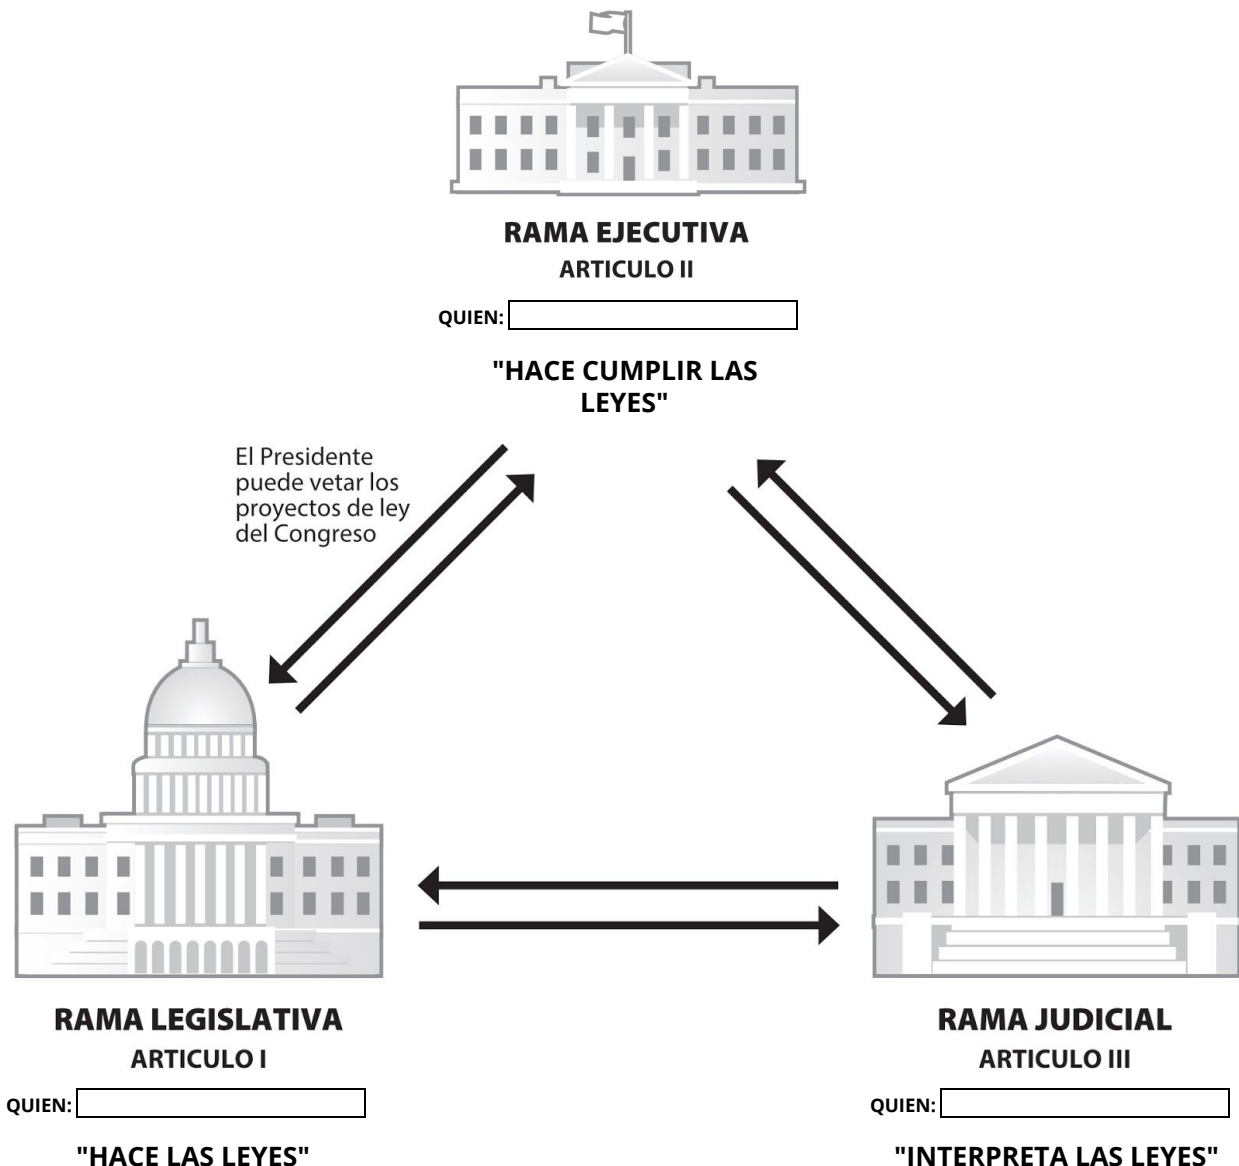 RAMA EJECUTIVA
ARTICULO II
QUIEN:
"HACE CUMPLIR LAS
LEYES"
El Presidente
puede vetar los
proyectos de ley
del Congreso
RAMA LEGISLATIVA
ARTICULO I
QUIEN:
"HACE LAS LEYES"
RAMA JUDICIAL
ARTICULO III
QUIEN:
"INTERPRETA LAS LEYES"